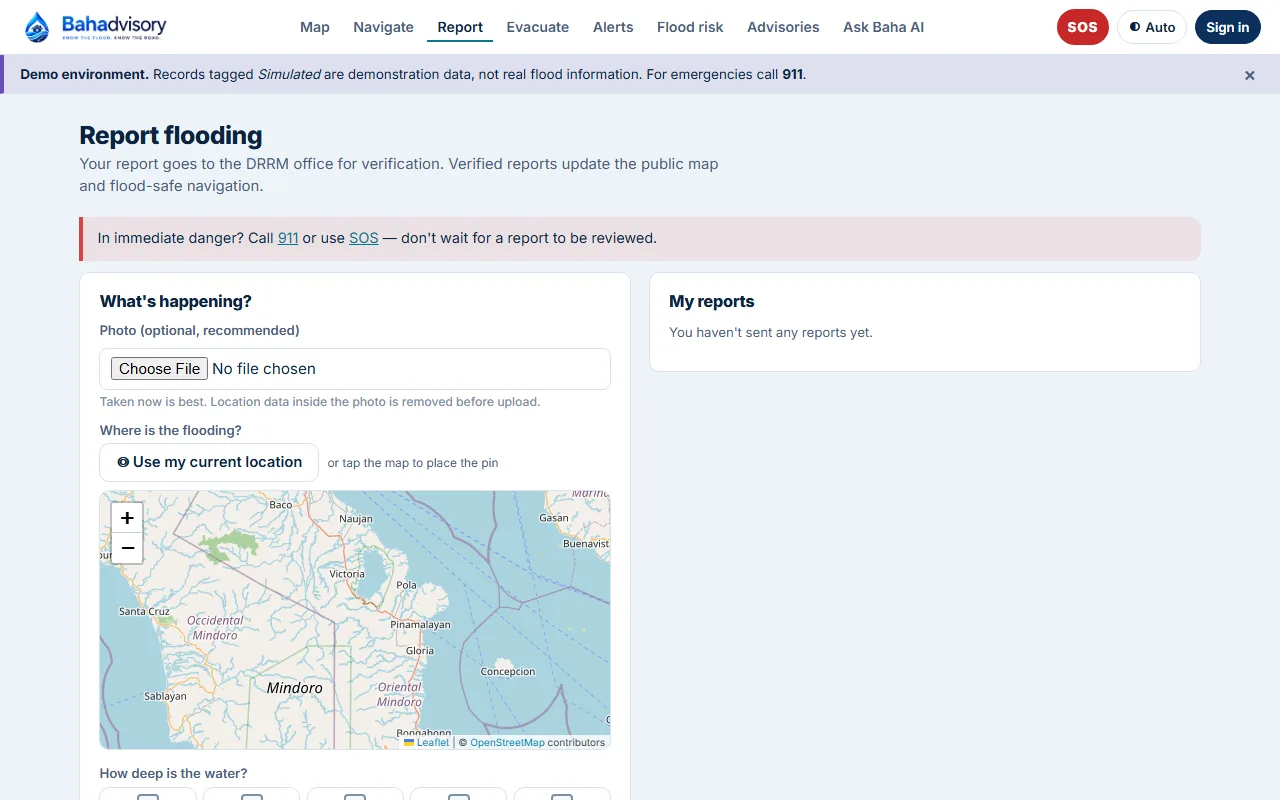 Bahadvisory
KNOW THE FLOOD. KNOW THE ROAD.
Map
Navigate
Report
Evacuate
Alerts
Flood risk
Advisories
Ask Baha AI
SOS
Auto
Sign in
Demo environment. Records tagged Simulated are demonstration data, not real flood information. For emergencies call 911.
×
Report flooding
Your report goes to the DRRM office for verification. Verified reports update the public map
and flood-safe navigation.
In immediate danger? Call 911 or use SOS — don't wait for a report to be reviewed.
What's happening?
Photo (optional, recommended)
Choose File No file chosen
Taken now is best. Location data inside the photo is removed before upload.
Where is the flooding?
Use my current location
or tap the map to place the pin
+
−
Baco
Naujan
Gasan
Buenavist
Victoria
Pola
Santa Cruz
Occidental
Mindoro
Pinamalayan
Gloria
Concepcion
Mindoro
Oriental
Mindoro
Sablayan
Bongabong
Leaflet | © OpenStreetMap contributors
How deep is the water?
My reports
You haven't sent any reports yet.